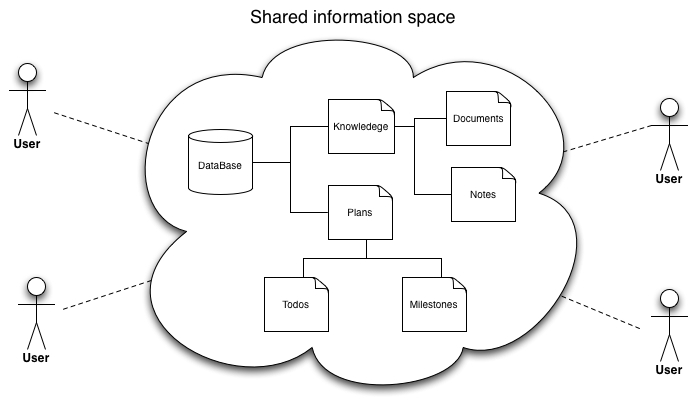 Shared information space
User
User
DataBase
Knowledege
Documents
Notes
Plans
Todos
Milestones
User
User